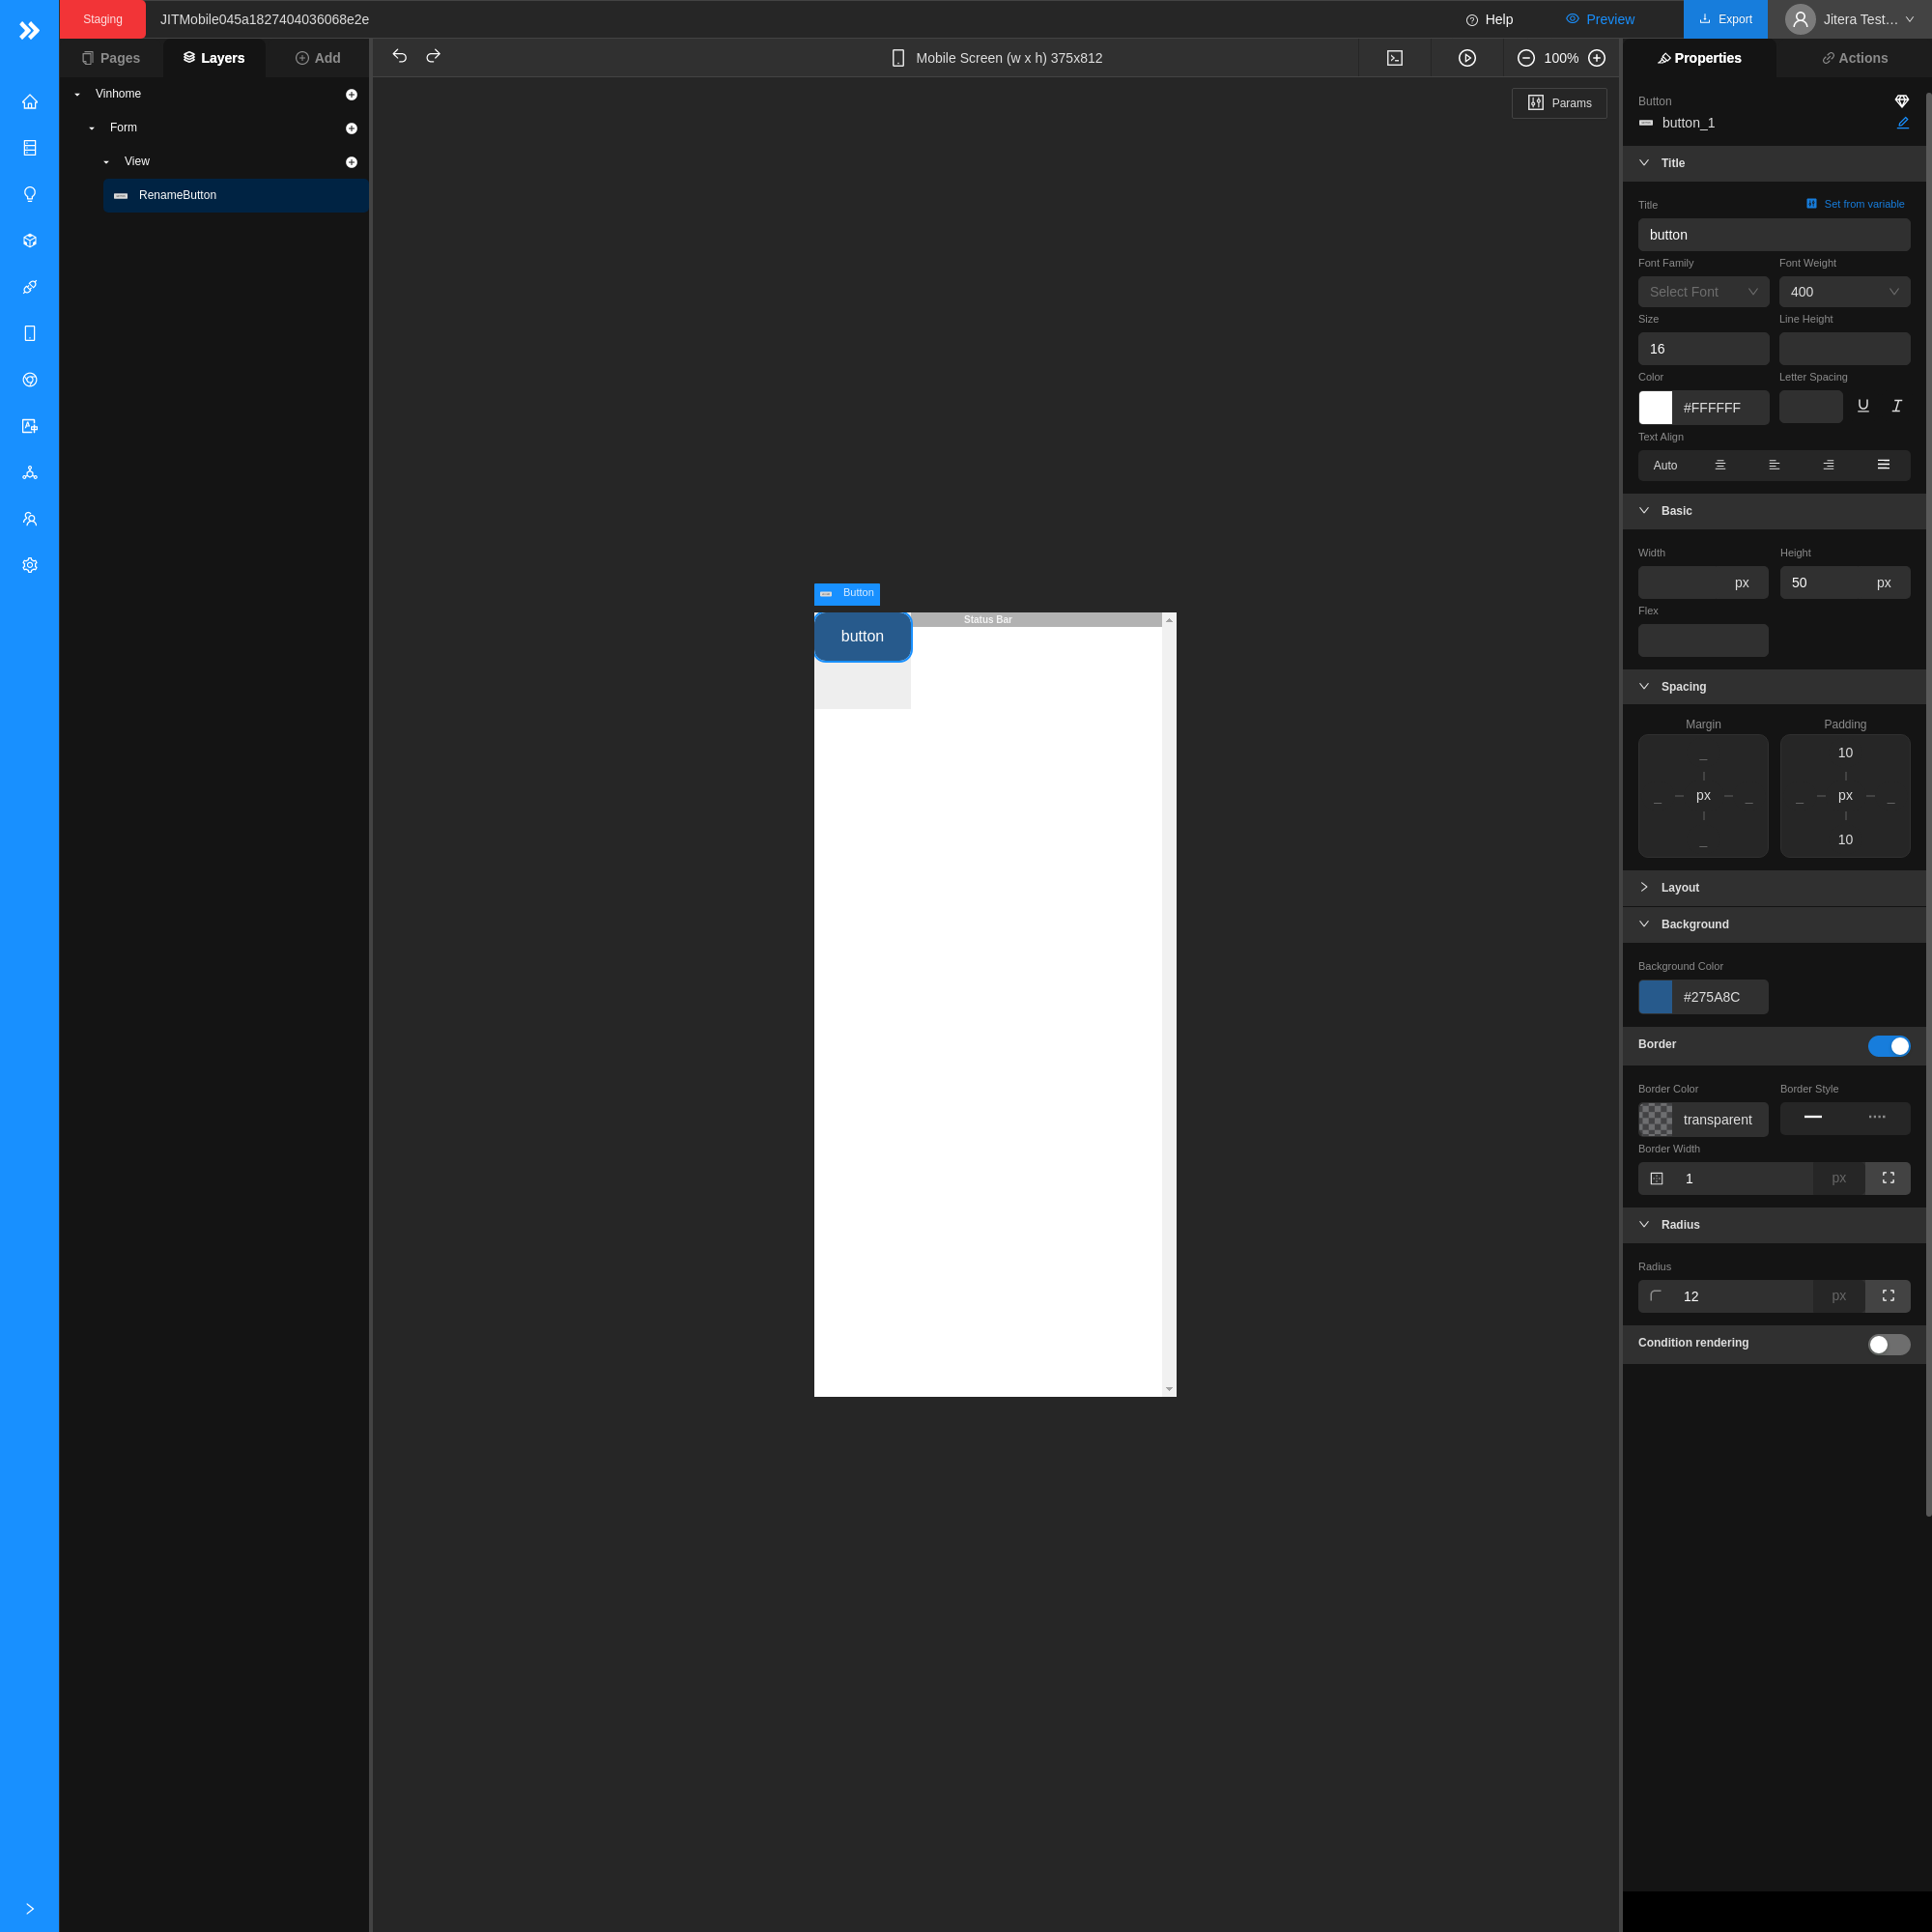 Staging
JITMobile045a1827404036068e2e
Help
Preview
Export
Jitera Test…
Pages
Layers
Add
Mobile Screen (w x h) 375x812
100%
Properties
Actions
Vinhome
Form
View
RenameButton
Params
Button
button
Status Bar
Button
button_1
Title
Title
Set from variable
button
Font Family
Font Weight
Select Font
400
Size
Line Height
16
Color
Letter Spacing
#FFFFFF
Text Align
Auto
Basic
Width
Height
px
50
px
Flex
Spacing
Margin
Padding
10
px
px
10
Layout
Background
Background Color
#275A8C
Border
Border Color
Border Style
transparent
Border Width
1
px
Radius
Radius
12
px
Condition rendering